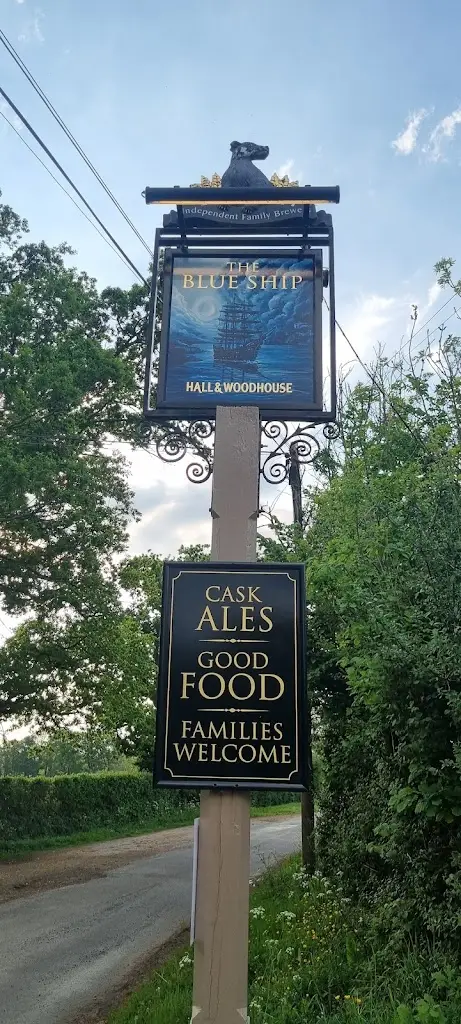 Independent Family Brewe
THE
BLUE SHIP
HALL & WOODHOUSE
CASK
ALES
GOOD
FOOD
FAMILIES
WELCOME